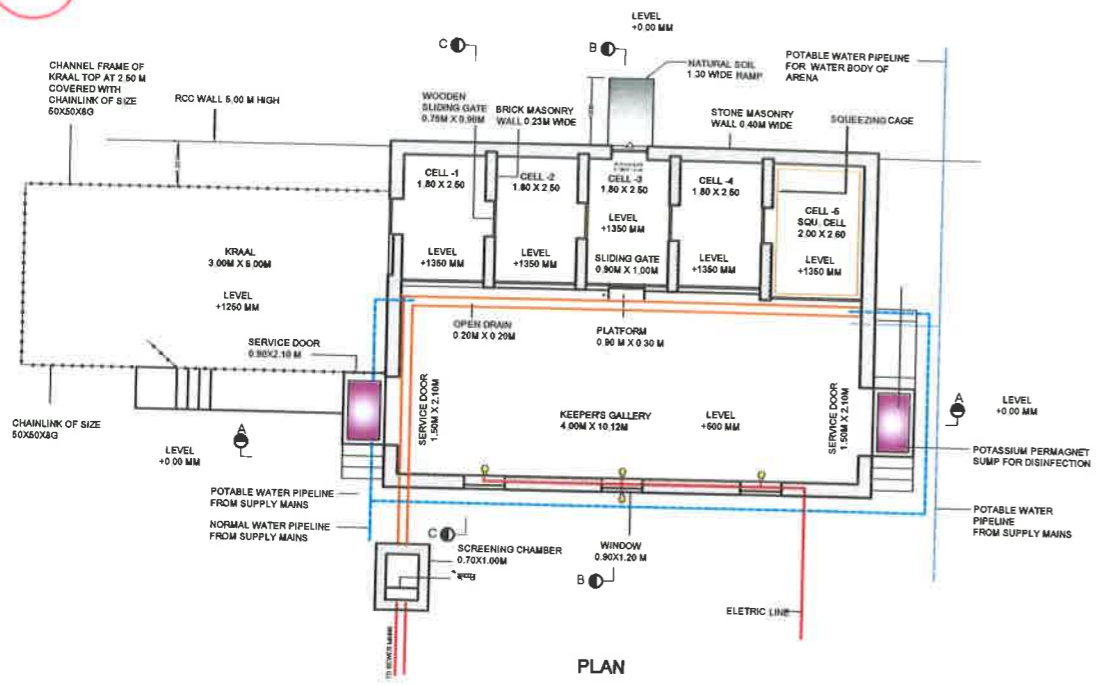 LEVEL
+0.00 MM
C
B
CHANNEL FRAME OF
KRAAL TOP AT 2.50 M
COVERED WITH
CHAINLINK OF SIZE
50X50X8G
RCC WALL 5.00 M HIGH
WOODEN
SLIDING GATE
0.75M X 0.90M
BRICK MASONRY
WALL 0.23M WIDE
NATURAL SOIL
1.30 WIDE RAMP
STONE MASONRY
WALL 0.40M WIDE
POTABLE WATER PIPELINE
FOR WATER BODY OF
ARENA
SQUEEZING CAGE
CELL -1
1.80 X 2.50
LEVEL
+1350 MM
CELL -2
1.80 X 2.50
LEVEL
+1350 MM
CELL -3
1.80 X 2.50
LEVEL
+1350 MM
SLIDING GATE
0.90M X 1.00M
CELL -4
1.80 X 2.50
LEVEL
+1350 MM
CELL -5
SQU. CELL
2.00 X 2.60
LEVEL
+1350 MM
KRAAL
3.00M X 5.00M
LEVEL
+1250 MM
OPEN DRAIN
0.20M X 0.20M
PLATFORM
0.90 M X 0.30 M
SERVICE DOOR
0.90X2.10 M
SERVICE DOOR
1.50M X 2.10M
KEEPER'S GALLERY
4.00M X 10.12M
LEVEL
+600 MM
SERVICE DOOR
1.50M X 2.10M
A
LEVEL
+0.00 MM
CHAINLINK OF SIZE
50X50X8G
A
LEVEL
+0.00 MM
POTASSIUM PERMAGNET
SUMP FOR DISINFECTION
POTABLE WATER PIPELINE
FROM SUPPLY MAINS
NORMAL WATER PIPELINE
FROM SUPPLY MAINS
POTABLE WATER
PIPELINE
FROM SUPPLY MAINS
C
SCREENING CHAMBER
0.70X1.00M
WINDOW
0.90X1.20 M
B
ELETRIC LINE
TO SEWER MAINS
PLAN